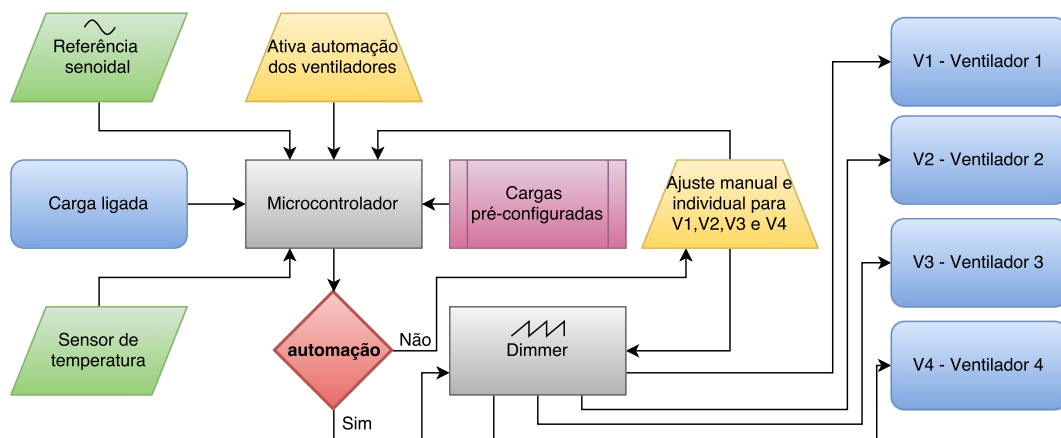 Referência
senoidal
Ativa automação
dos ventiladores
V1 - Ventilador 1
V2 - Ventilador 2
Carga ligada
Microcontrolador
Cargas
pré-configuradas
Ajuste manual e
individual para
V1,V2,V3 e V4
V3 - Ventilador 3
Sensor de
temperatura
automação
Não
Dimmer
V4 - Ventilador 4
Sim